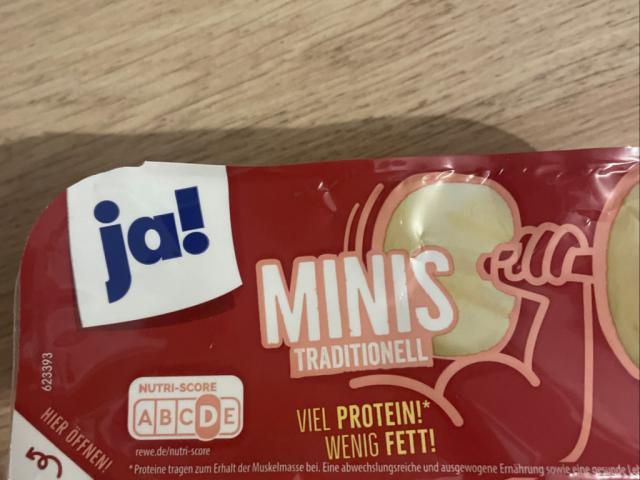 ja!
MINIS
TRADITIONELL
623393
NUTRI-SCORE
ABCDE
rewe.de/nutri-score
VIEL PROTEIN!*
WENIG FETT!
HIER ÖFFNEN!
*Proteine tragen zum Erhalt der Muskelmasse bei. Eine abwechslungsreiche und ausgewogene Ernährung sowie eine gesunde